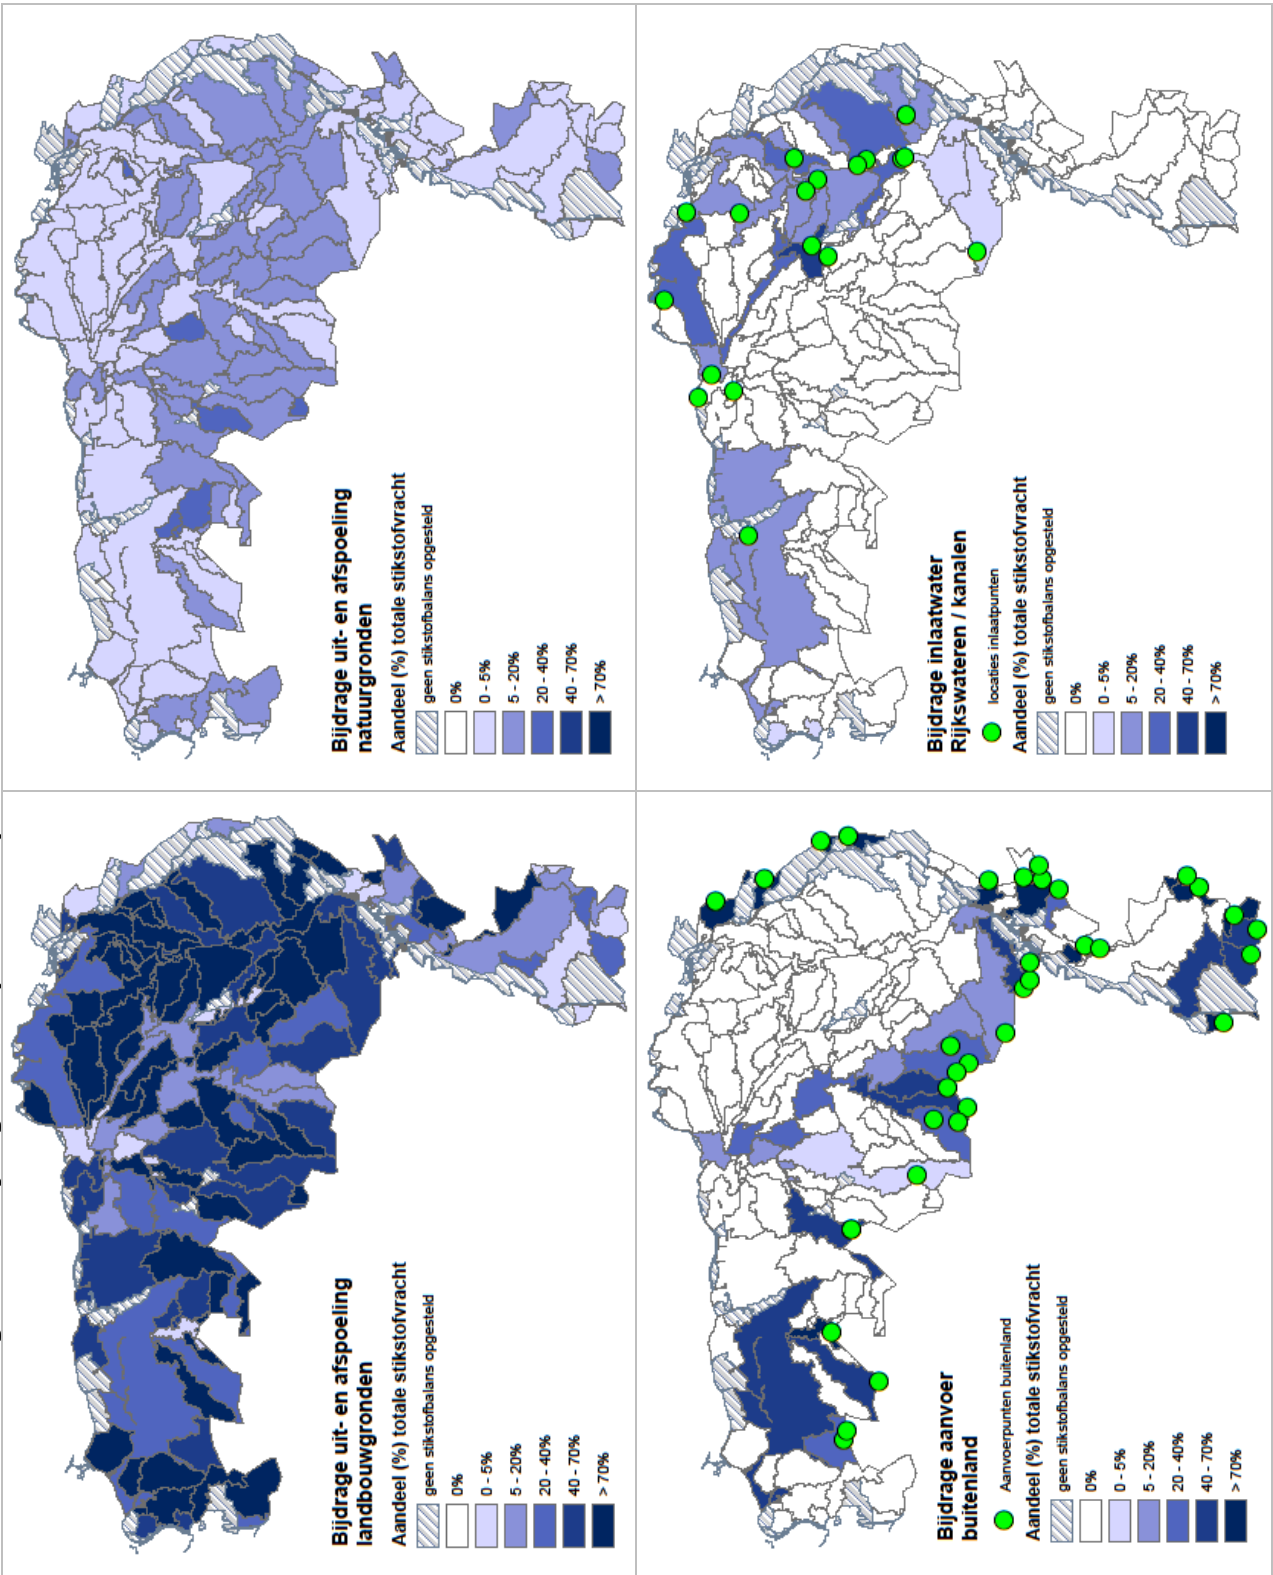 Bijdrage uit- en afspoeling
landbouwgronden
Aandeel (%) totale stikstofvracht
geen stikstofbalans opgesteld
0%
0 - 5%
5 - 20%
20 - 40%
40 - 70%
> 70%
Bijdrage uit- en afspoeling
natuurgronden
Aandeel (%) totale stikstofvracht
geen stikstofbalans opgesteld
0%
0 - 5%
5 - 20%
20 - 40%
40 - 70%
> 70%
Bijdrage aanvoer
buitenland
Aanvoerpunten buitenland
Aandeel (%) totale stikstofvracht
geen stikstofbalans opgesteld
0%
0 - 5%
5 - 20%
20 - 40%
40 - 70%
> 70%
Bijdrage inlaatwater
Rijkswateren / kanalen
locaties inlaatpunten
Aandeel (%) totale stikstofvracht
geen stikstofbalans opgesteld
0%
0 - 5%
5 - 20%
20 - 40%
40 - 70%
> 70%